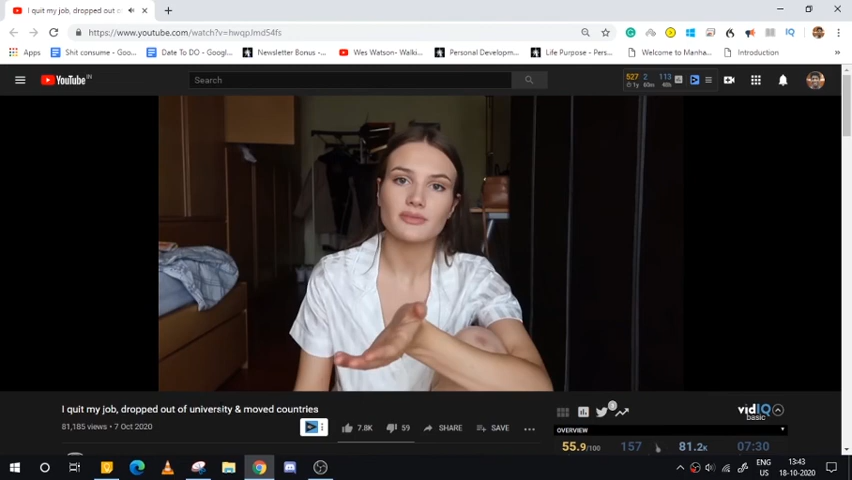 I quit my job, dropped out o
https://www.youtube.com/watch?v=hwqpJmd54fs
Apps
Shit consume - Goo...
Date To DO - Googl...
Newsletter Bonus -...
Wes Watson- Walki...
Personal Developm...
Life Purpose - Pers...
Welcome to Manha...
Introduction
YouTube IN
Search
527 2 113
1y 60m 48h
I quit my job, dropped out of university & moved countries
81,185 views • 7 Oct 2020
7.8K
59
SHARE
SAVE
3
vidIQ
basic
OVERVIEW
55.9/100
157
81.2K
07:30
ENG
US
13:43
18-10-2020